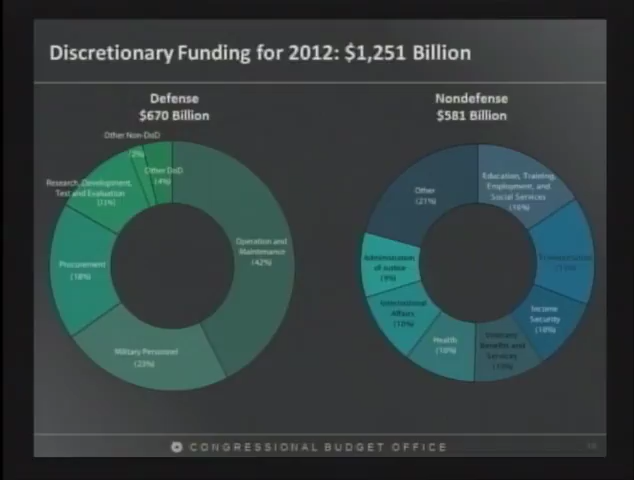 Discretionary Funding for 2012: $1,251 Billion
Defense
$670 Billion
Nondefense
$581 Billion
Other Non-DoD
(2%)
Other DoD
(4%)
Research, Development,
Test and Evaluation
(11%)
Procurement
(18%)
Military Personnel
(23%)
Operation and
Maintenance
(42%)
Other
(21%)
Education, Training,
Employment, and
Social Services
(16%)
Transportation
Income
Security
(10%)
Veterans
Benefits and
Services
(10%)
Health
(10%)
International
Affairs
(10%)
Administration
of Justice
(9%)
CONGRESSIONAL BUDGET OFFICE